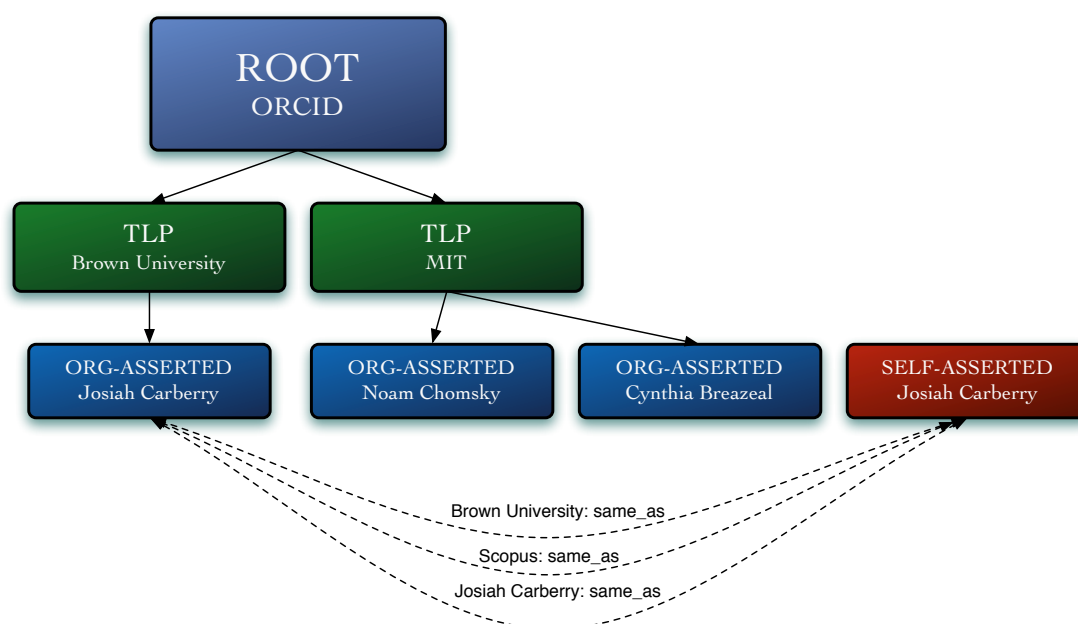 ROOT
ORCID
TLP
Brown University
TLP
MIT
ORG-ASSERTED
Josiah Carberry
ORG-ASSERTED
Noam Chomsky
ORG-ASSERTED
Cynthia Breazeal
SELF-ASSERTED
Josiah Carberry
Brown University: same_as
Scopus: same_as
Josiah Carberry: same_as